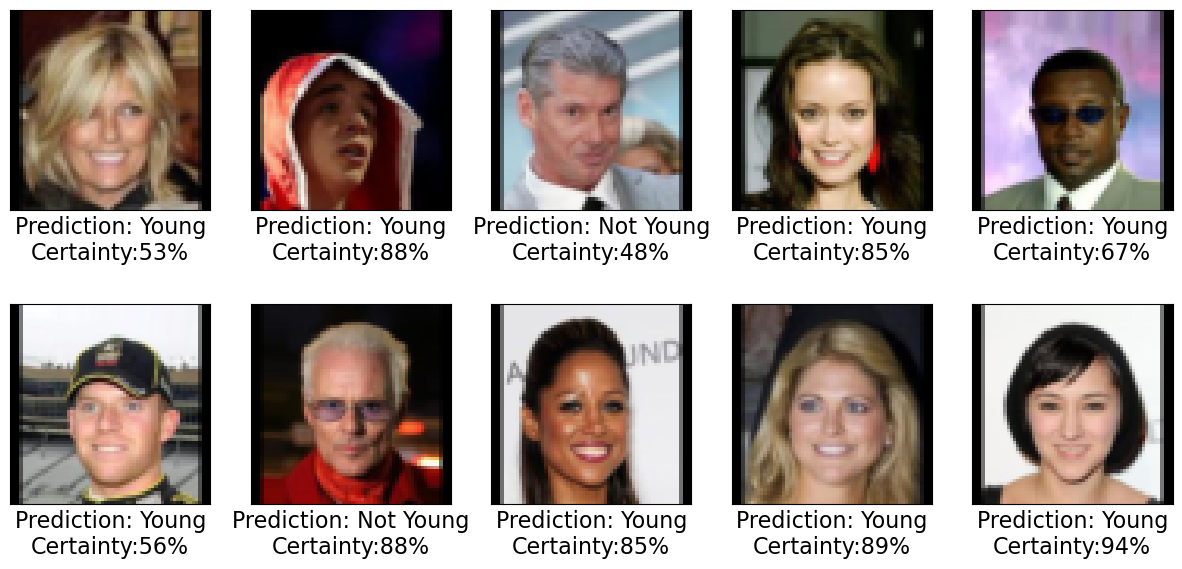 Prediction: Young
Certainty:53%
Prediction: Young
Certainty:88%
Prediction: Not Young
Certainty:48%
Prediction: Young
Certainty:85%
Prediction: Young
Certainty:67%
A UND
Prediction: Young
Certainty:56%
Prediction: Not Young
Certainty:88%
Prediction: Young
Certainty:85%
Prediction: Young
Certainty:89%
Prediction: Young
Certainty:94%